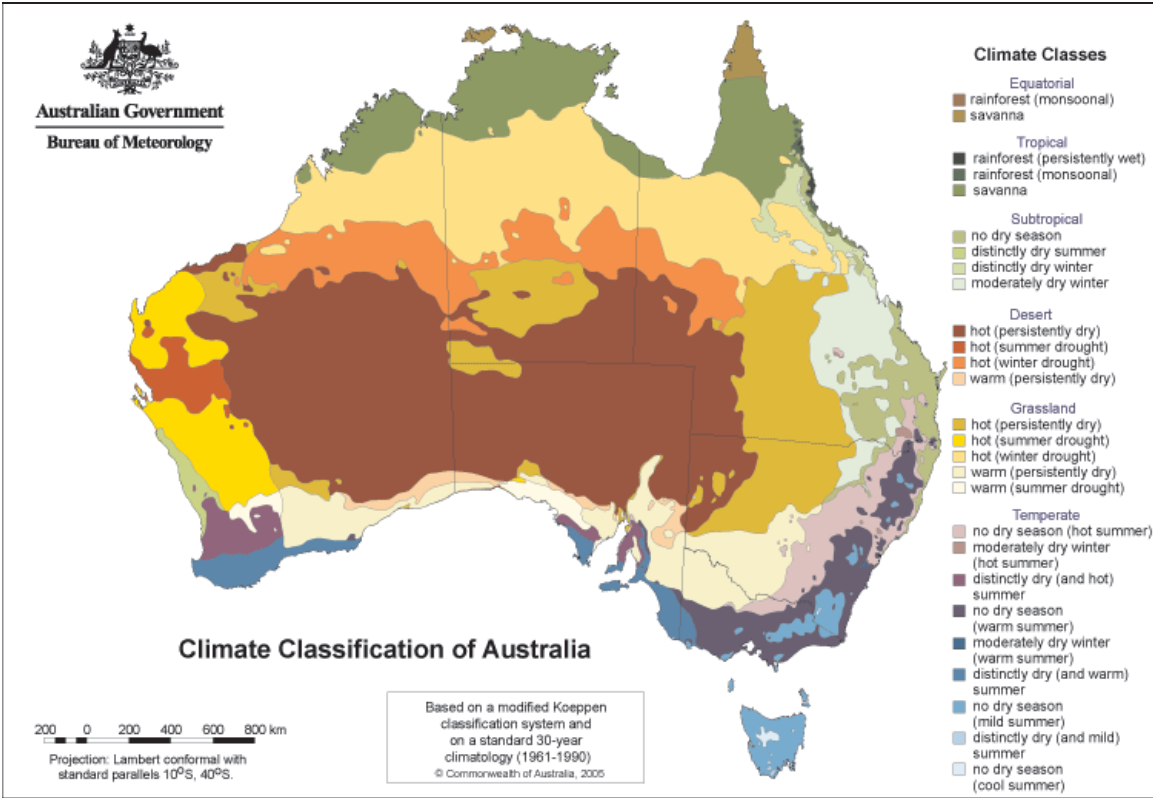 Australian Government
Bureau of Meteorology
Climate Classes
Equatorial
rainforest (monsoonal)
savanna
Tropical
rainforest (persistently wet)
rainforest (monsoonal)
savanna
Subtropical
no dry season
distinctly dry summer
distinctly dry winter
moderately dry winter
Desert
hot (persistently dry)
hot (summer drought)
hot (winter drought)
warm (persistently dry)
Grassland
hot (persistently dry)
hot (summer drought)
hot (winter drought)
warm (persistently dry)
warm (summer drought)
Temperate
no dry season (hot summer)
moderately dry winter
(hot summer)
distinctly dry (and hot)
summer
no dry season
(warm summer)
moderately dry winter
(warm summer)
distinctly dry (and warm)
summer
no dry season
(mild summer)
distinctly dry (and mild)
summer
no dry season
(cool summer)
Climate Classification of Australia
Based on a modified Koeppen
classification system and
on a standard 30-year
climatology (1961-1990)
© Commonwealth of Australia, 2005
200 0 200 400 600 800 km
Projection: Lambert conformal with
standard parallels 10°S, 40°S.